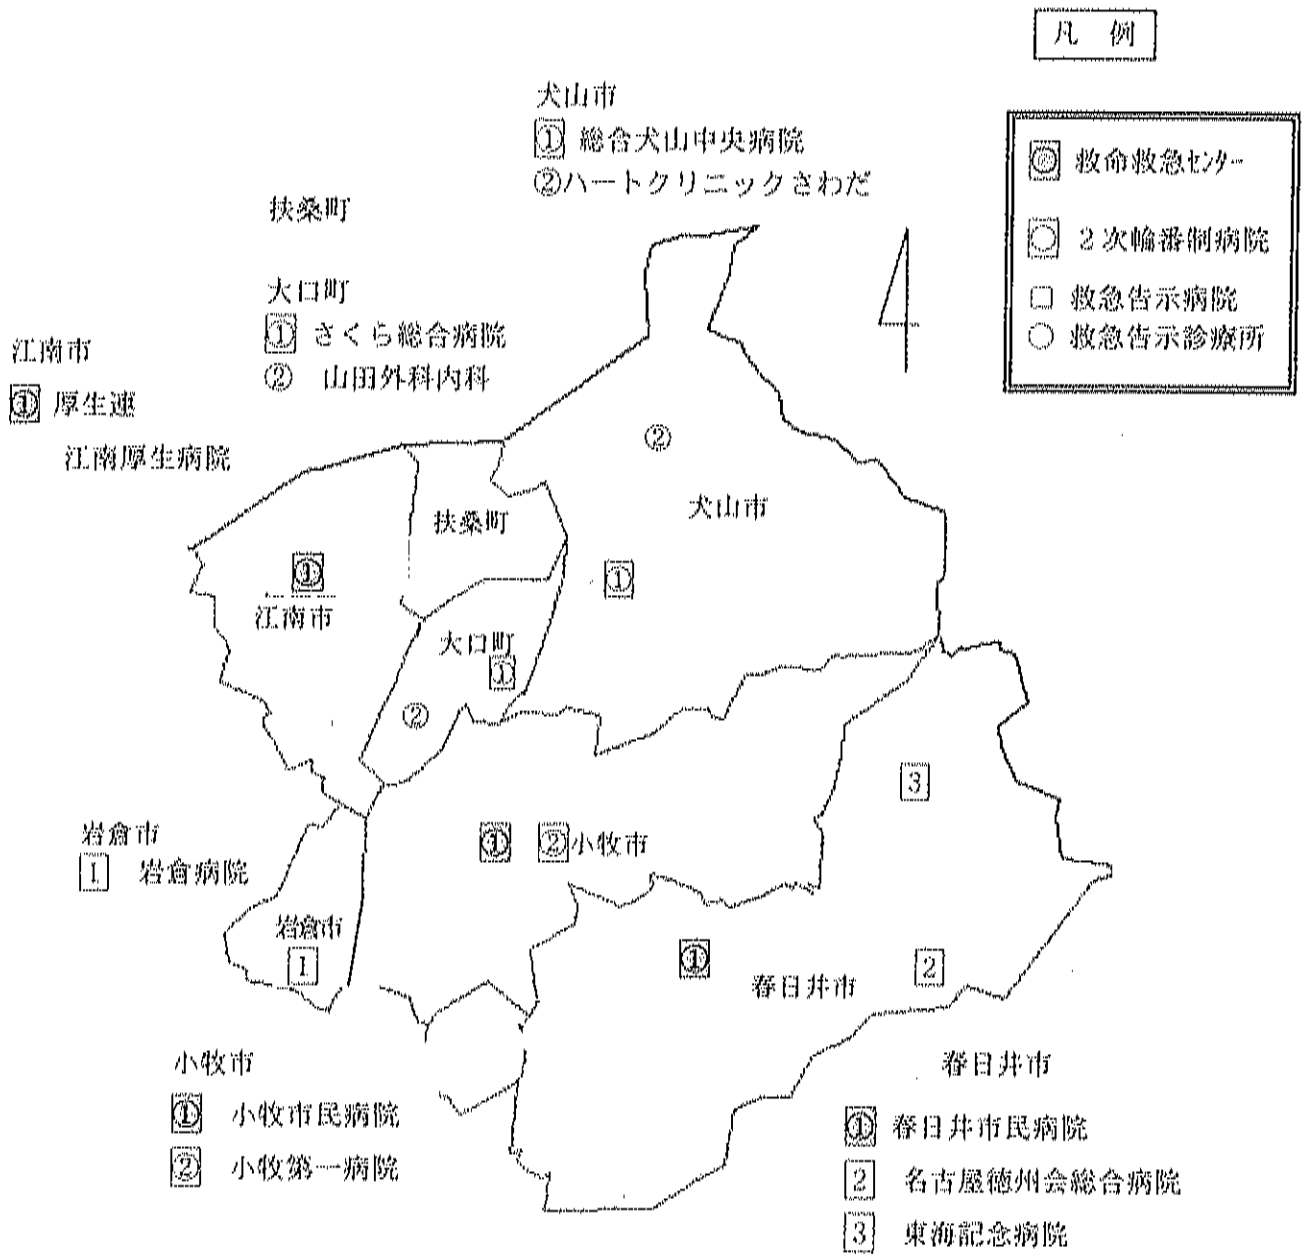 凡 例
救命救急センター
2次輪番制病院
救急告示病院
救急告示診療所
犬山市
① 総合犬山中央病院
②ハートクリニックさわだ
扶桑町
大口町
① さくら総合病院
② 山田外科内科
江南市
① 厚生連
江南厚生病院
②
犬山市
扶桑町
①
①
江南市
大口町
①
②
3
岩倉市
1 岩倉病院
① ②小牧市
岩倉市
1
①
2
春日井市
小牧市
① 小牧市民病院
② 小牧第一病院
春日井市
① 春日井市民病院
2 名古屋徳州会総合病院
3 東海記念病院